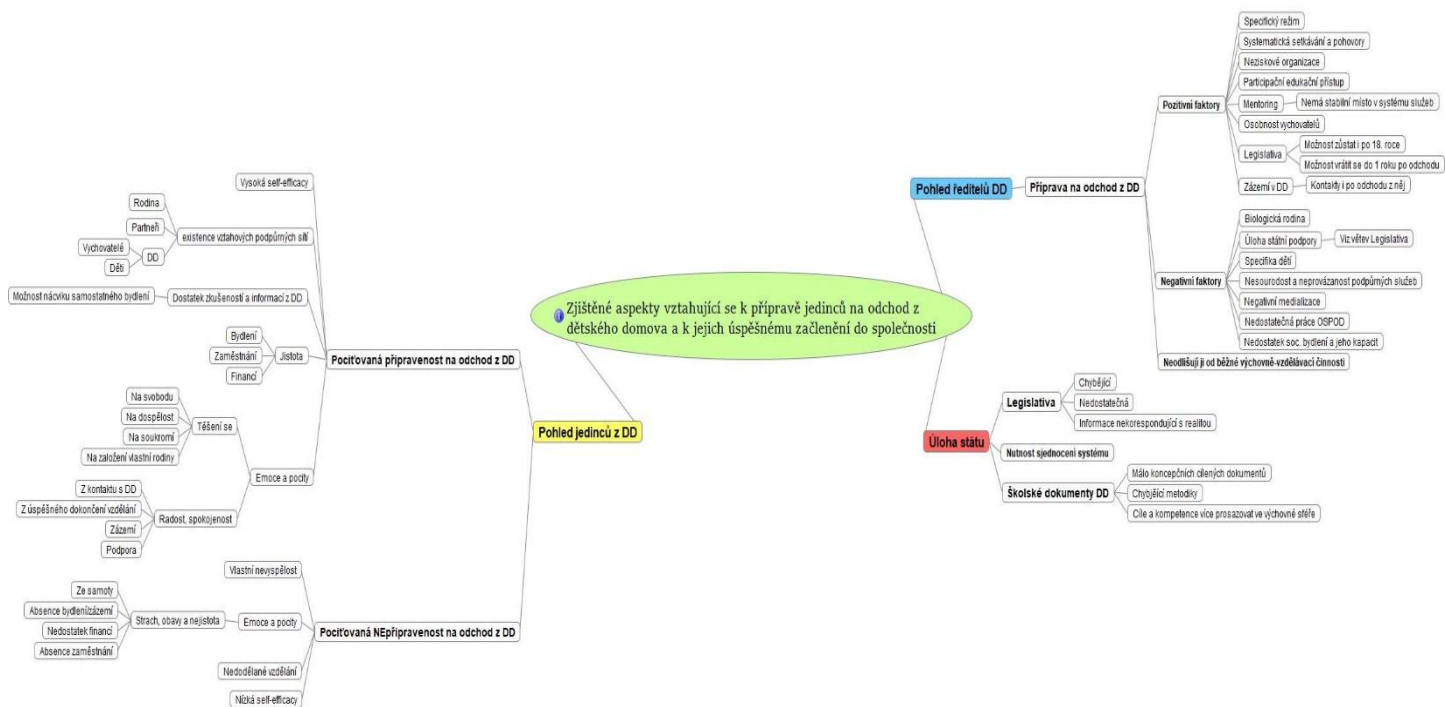 Zjištěné aspekty vztahující se k přípravě jedinců na odchod z
dětského domova a k jejich úspěšnému začlenění do společnosti
Pohled ředitelů DD
Příprava na odchod z DD
Pozitivní faktory
Specifický režim
Systematická setkávání a pohovory
Neziskové organizace
Participační edukační přístup
Mentoring
Nemá stabilní místo v systému služeb
Osobnost vychovatelů
Legislativa
Možnost zůstat i po 18. roce
Možnost vrátit se do 1 roku po odchodu
Zázemí v DD
Kontakty i po odchodu z něj
Negativní faktory
Biologická rodina
Úloha státní podpory
Viz větev Legislativa
Specifika dětí
Nesourodost a neprovázanost podpůrných služeb
Negativní medializace
Nedostatečná práce OSPOD
Nedostatek soc. bydlení a jeho kapacit
Neodlišují ji od běžné výchovně-vzdělávací činnosti
Úloha státu
Legislativa
Chybějící
Nedostatečná
Informace nekorespondující s realitou
Nutnost sjednocení systému
Školské dokumenty DD
Málo koncepčních cílených dokumentů
Chybějící metodiky
Cíle a kompetence více prosazovat ve výchovné sféře
Pohled jedinců z DD
Pociťovaná připravenost na odchod z DD
Vysoká self-efficacy
existence vztahových podpůrných sítí
Rodina
Partneři
DD
Vychovatelé
Děti
Dostatek zkušeností a informací z DD
Možnost nácviku samostatného bydlení
Jistota
Bydlení
Zaměstnání
Financí
Emoce a pocity
Těšení se
Na svobodu
Na dospělost
Na soukromí
Na založení vlastní rodiny
Radost, spokojenost
Z kontaktu s DD
Z úspěšného dokončení vzdělání
Zázemí
Podpora
Pociťovaná NEpřipravenost na odchod z DD
Vlastní nevyspělost
Emoce a pocity
Strach, obavy a nejistota
Ze samoty
Absence bydlení/zázemí
Nedostatek financí
Absence zaměstnání
Nedodělané vzdělání
Nízká self-efficacy